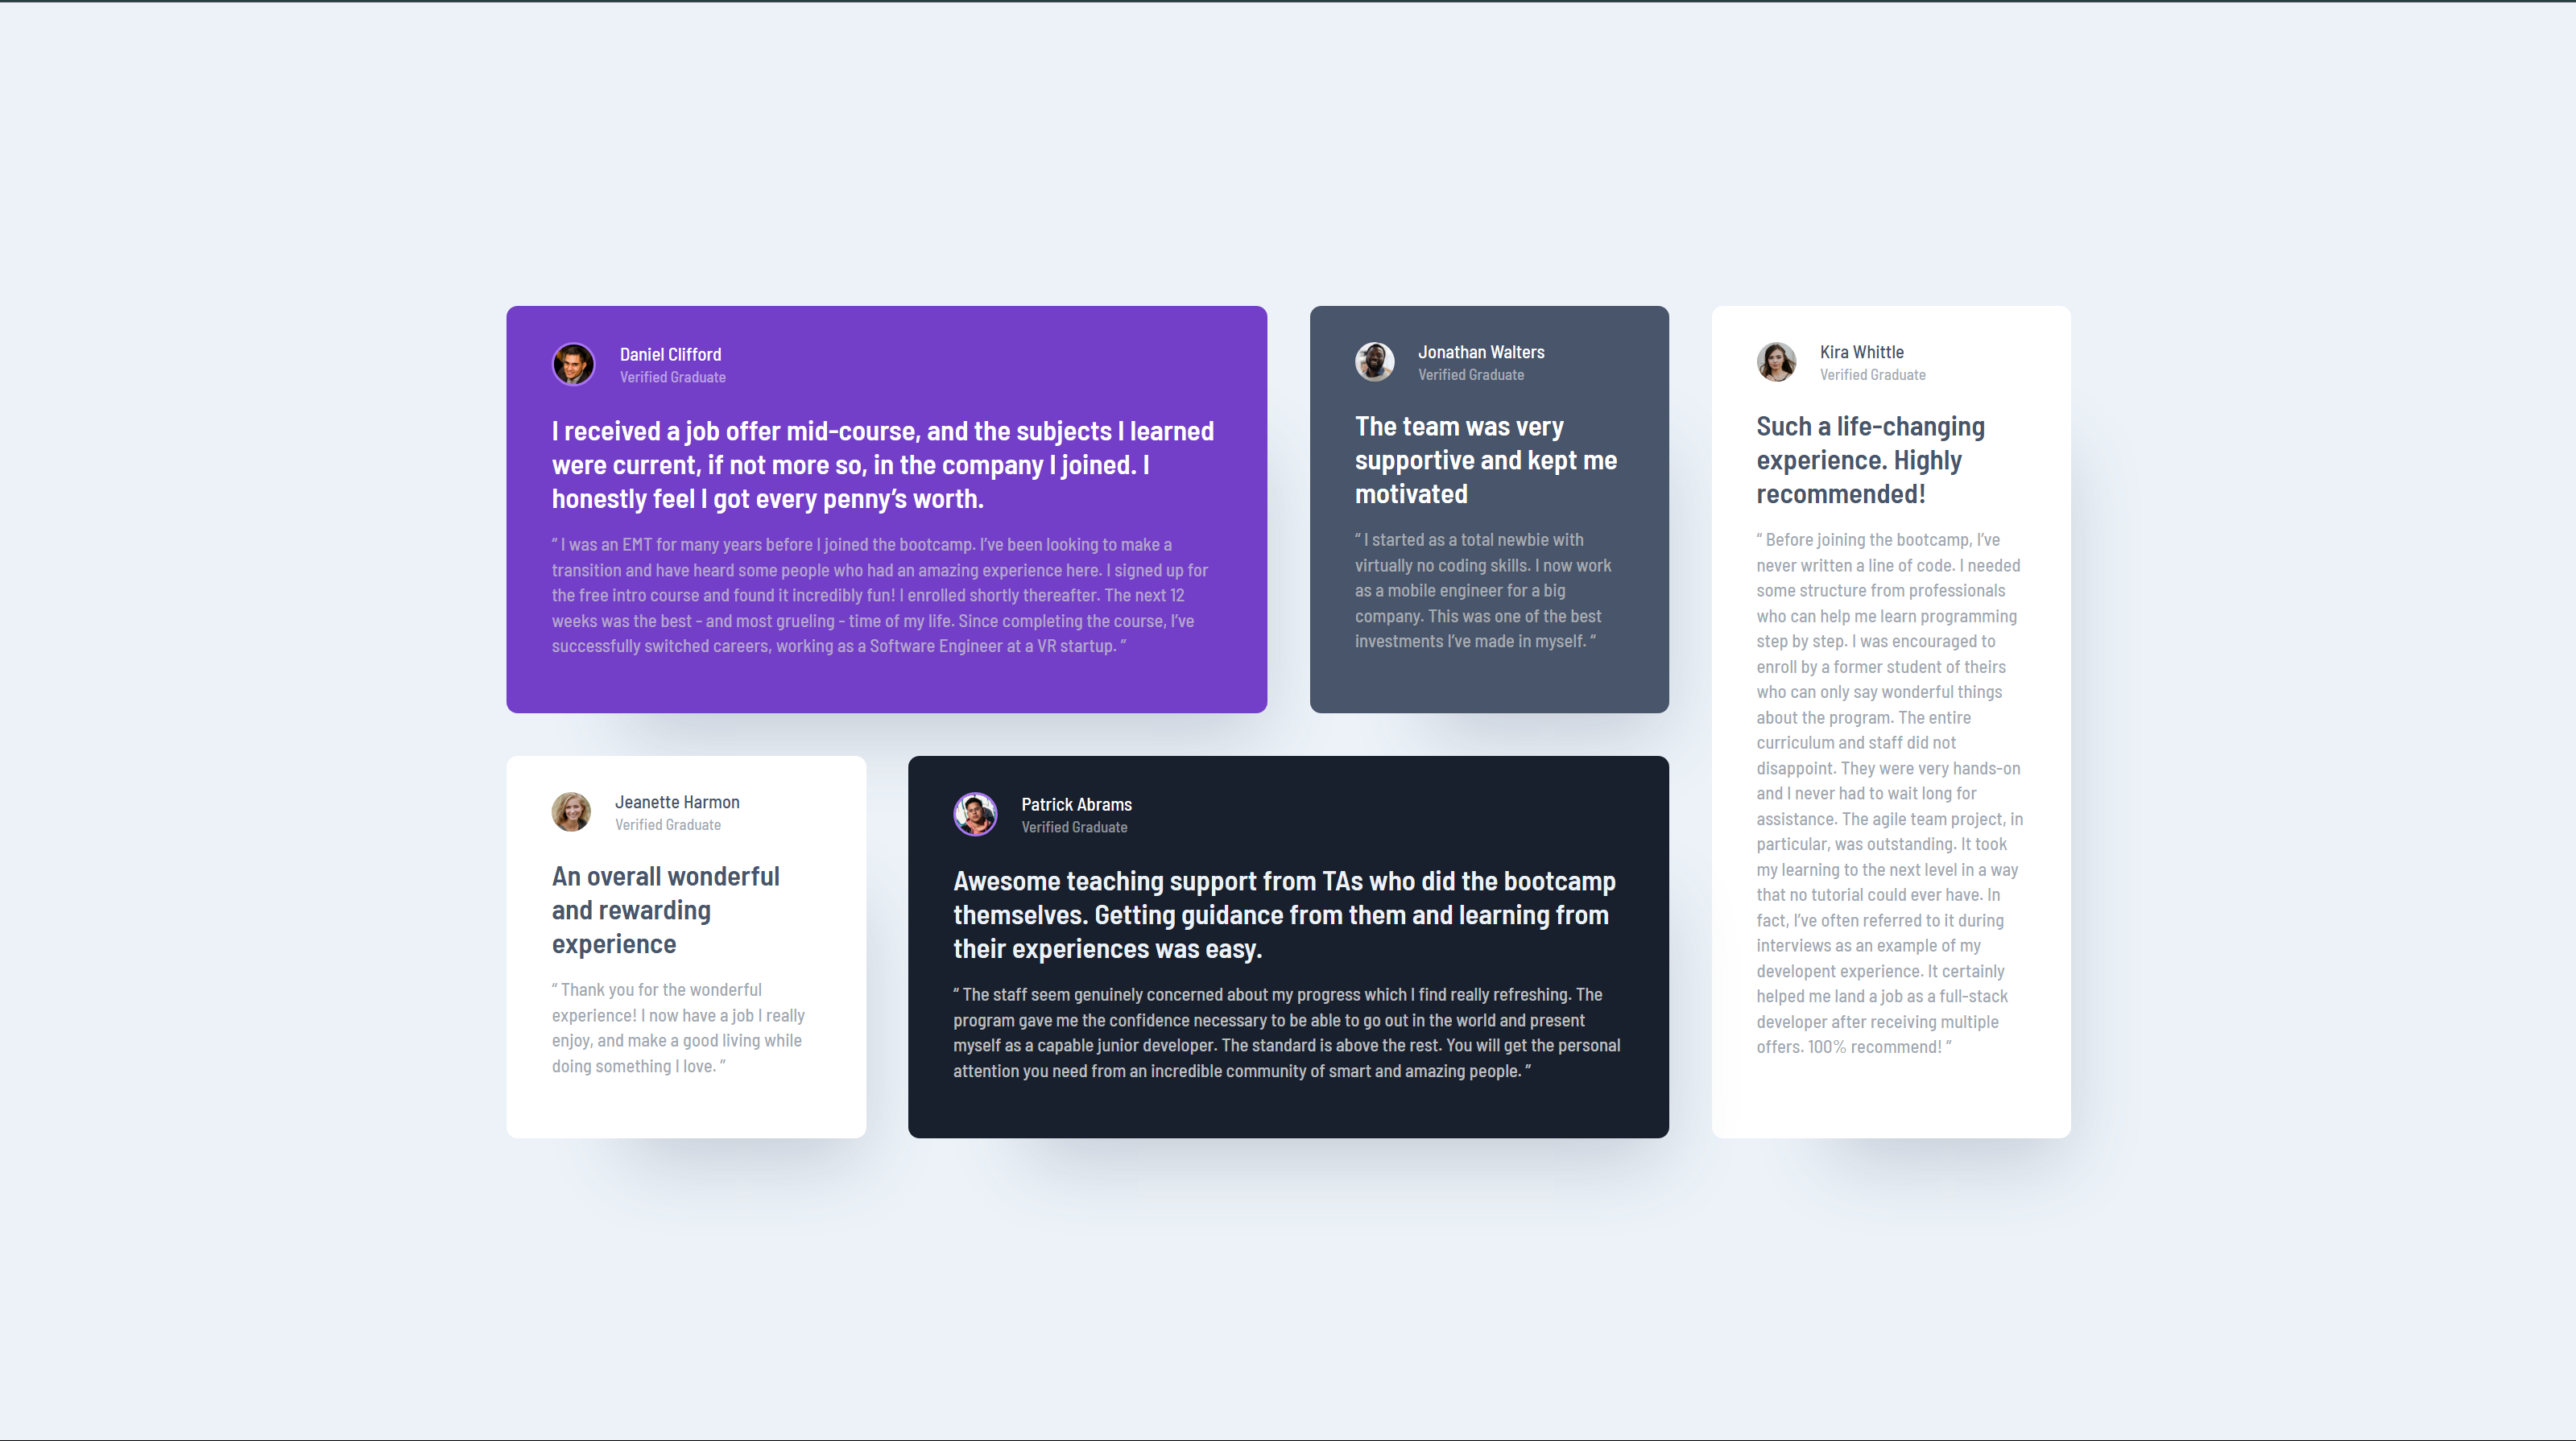 Daniel Clifford
Verified Graduate
I received a job offer mid-course, and the subjects I learned
were current, if not more so, in the company I joined. I
honestly feel I got every penny’s worth.
“ I was an EMT for many years before I joined the bootcamp. I’ve been looking to make a
transition and have heard some people who had an amazing experience here. I signed up for
the free intro course and found it incredibly fun! I enrolled shortly thereafter. The next 12
weeks was the best - and most grueling - time of my life. Since completing the course, I’ve
successfully switched careers, working as a Software Engineer at a VR startup. ”
Jonathan Walters
Verified Graduate
The team was very
supportive and kept me
motivated
“ I started as a total newbie with
virtually no coding skills. I now work
as a mobile engineer for a big
company. This was one of the best
investments I’ve made in myself. “
Kira Whittle
Verified Graduate
Such a life-changing
experience. Highly
recommended!
“ Before joining the bootcamp, I’ve
never written a line of code. I needed
some structure from professionals
who can help me learn programming
step by step. I was encouraged to
enroll by a former student of theirs
who can only say wonderful things
about the program. The entire
curriculum and staff did not
disappoint. They were very hands-on
and I never had to wait long for
assistance. The agile team project, in
particular, was outstanding. It took
my learning to the next level in a way
that no tutorial could ever have. In
fact, I’ve often referred to it during
interviews as an example of my
developent experience. It certainly
helped me land a job as a full-stack
developer after receiving multiple
offers. 100% recommend! ”
Jeanette Harmon
Verified Graduate
An overall wonderful
and rewarding
experience
“ Thank you for the wonderful
experience! I now have a job I really
enjoy, and make a good living while
doing something I love. ”
Patrick Abrams
Verified Graduate
Awesome teaching support from TAs who did the bootcamp
themselves. Getting guidance from them and learning from
their experiences was easy.
“ The staff seem genuinely concerned about my progress which I find really refreshing. The
program gave me the confidence necessary to be able to go out in the world and present
myself as a capable junior developer. The standard is above the rest. You will get the personal
attention you need from an incredible community of smart and amazing people. “